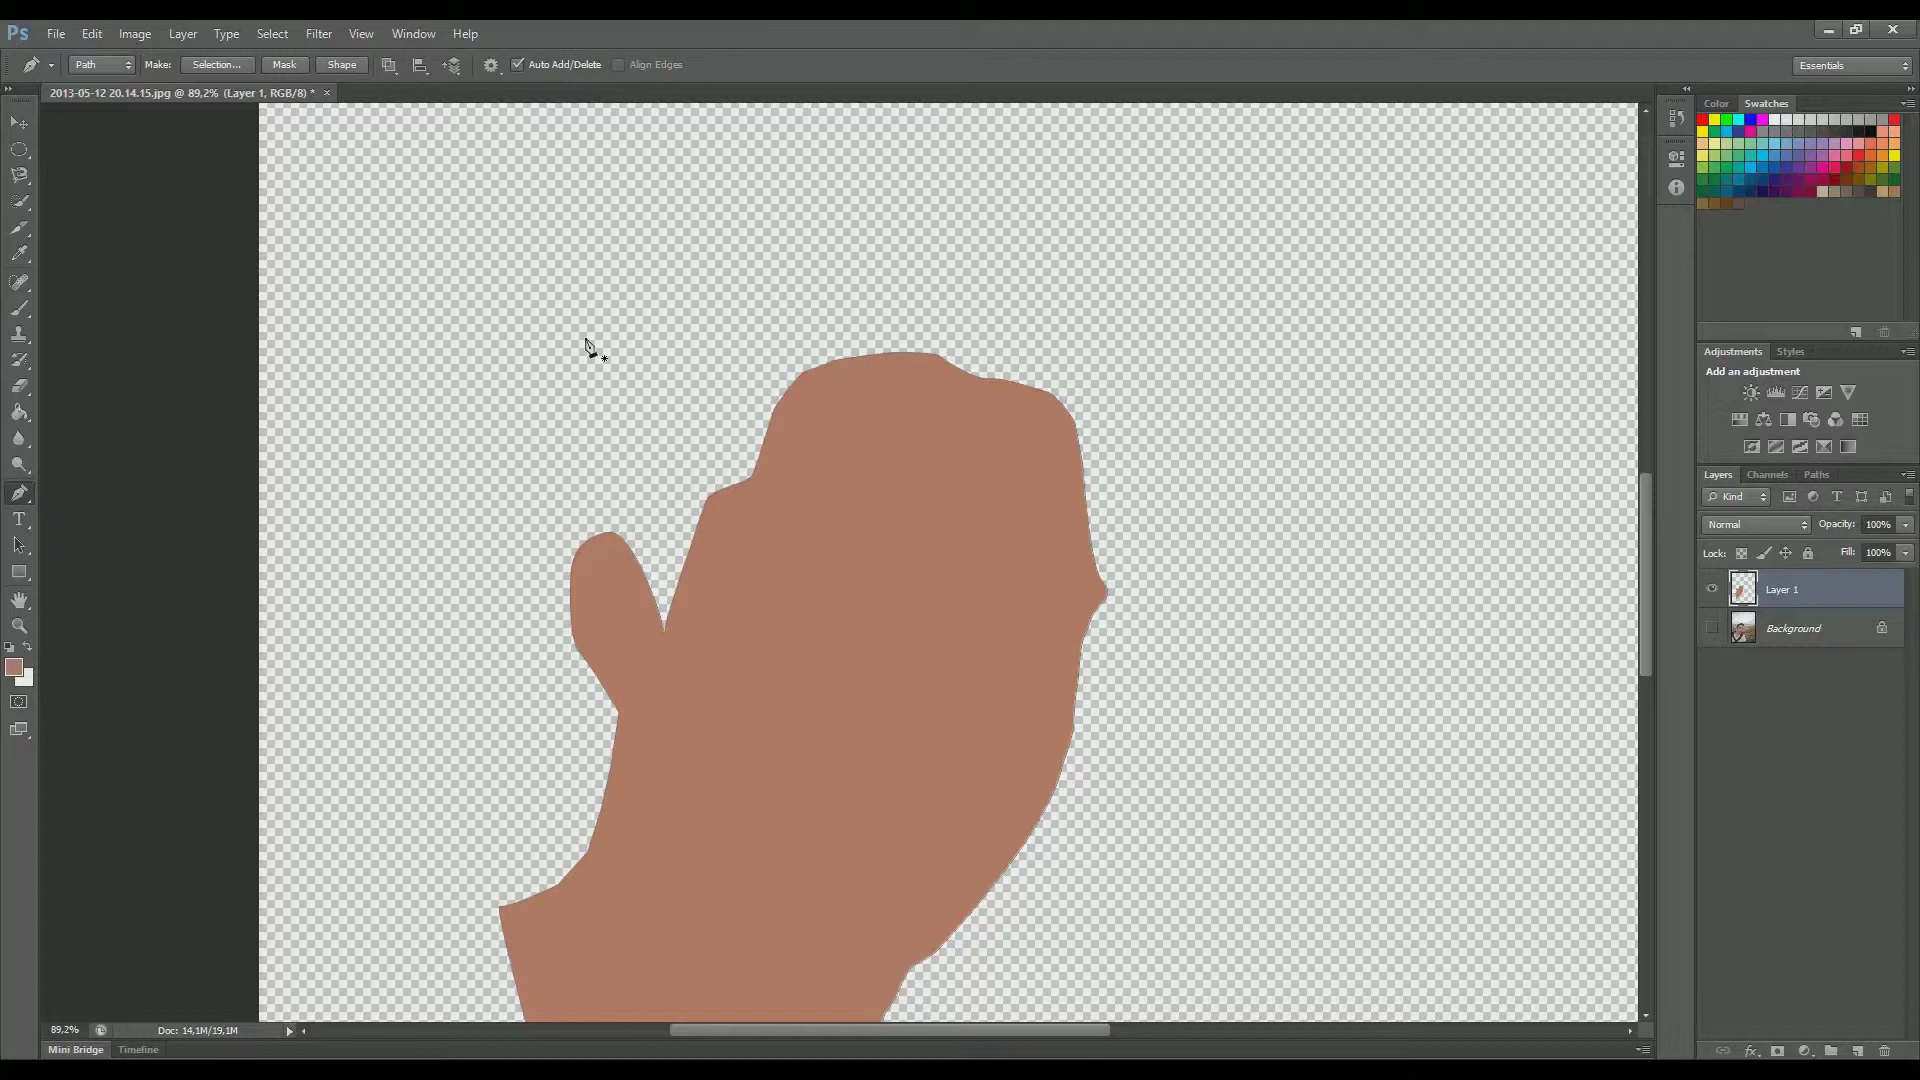 Ps File Edit Image Layer Type Select Filter View Window Help
Path Make: Selection... Mask Shape Auto Add/Delete Align Edges Essentials
2013-05-12 20.14.15.jpg @ 89,2% (Layer 1, RGB/8) * ×
Color Swatches
Adjustments Styles
Add an adjustment
Layers Channels Paths
Kind
Normal Opacity: 100%
Lock: Fill: 100%
Layer 1
Background
89,2% Doc: 14,1M/19,1M
Mini Bridge Timeline